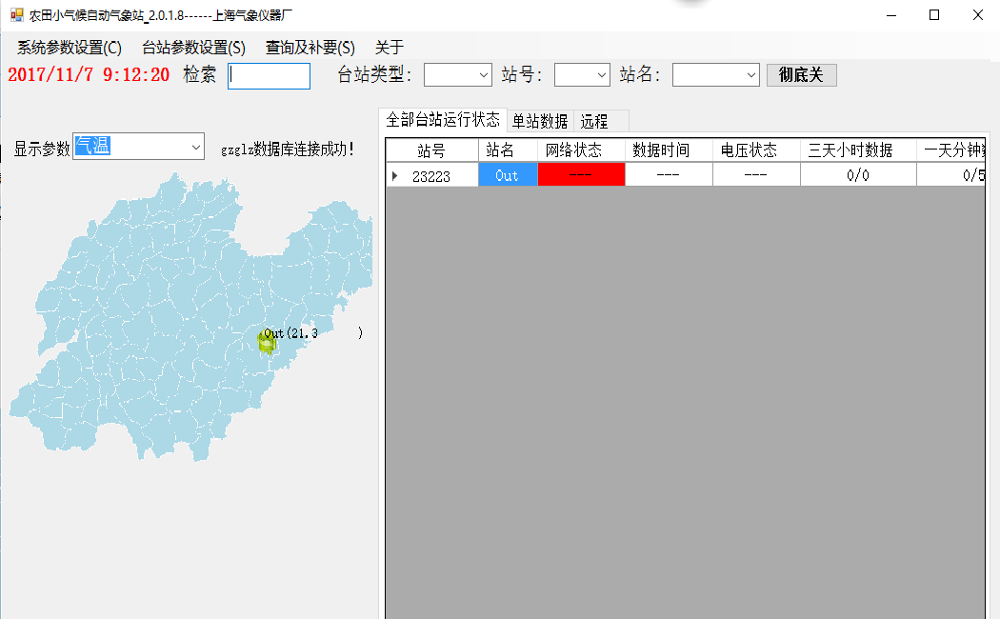 农田小气候自动气象站_2.0.1.8------上海气象仪器厂
系统参数设置(C) 台站参数设置(S) 查询及补要(S) 关于
2017/11/7 9:12:20 检索 台站类型: 站号: 站名: 彻底关
全部台站运行状态 单站数据 远程
显示参数 气温 gzglz数据库连接成功!
站号 站名 网络状态 数据时间 电压状态 三天小时数据 一天分钟
23223 Out --- --- --- 0/0 0/5
Out(21.3 )